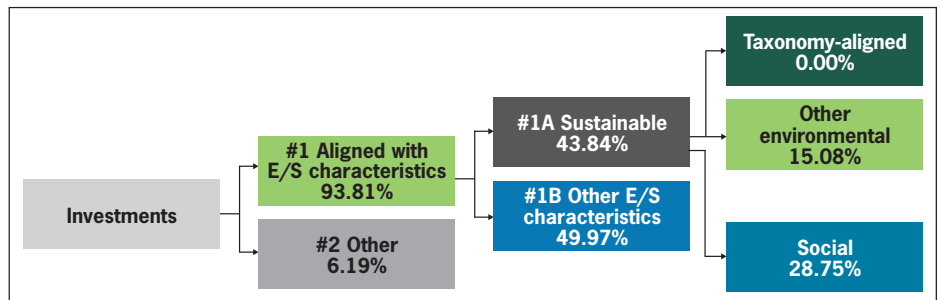 Investments
#1 Aligned with
E/S characteristics
93.81%
#2 Other
6.19%
#1A Sustainable
43.84%
#1B Other E/S
characteristics
49.97%
Taxonomy-aligned
0.00%
Other
environmental
15.08%
Social
28.75%